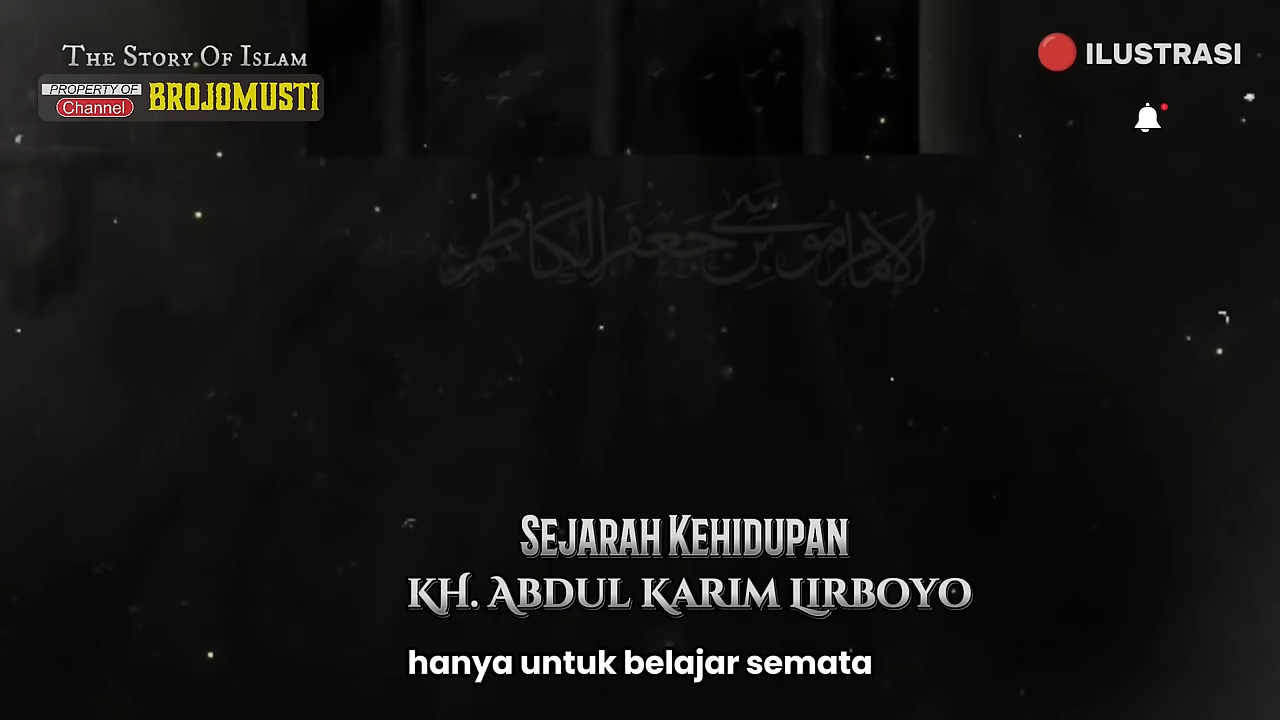 The Story Of Islam
PROPERTY OF
Channel
BROJOMUSTI
ILUSTRASI
الإمام موسى بن جعفر الكاظم
Sejarah Kehidupan
KH. Abdul Karim Lirboyo
hanya untuk belajar semata